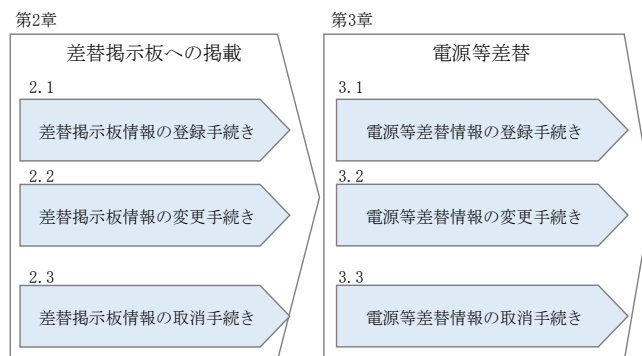 第2章
差替掲示板への掲載
2.1
差替掲示板情報の登録手続き
2.2
差替掲示板情報の変更手続き
2.3
差替掲示板情報の取消手続き
第3章
電源等差替
3.1
電源等差替情報の登録手続き
3.2
電源等差替情報の変更手続き
3.3
電源等差替情報の取消手続き